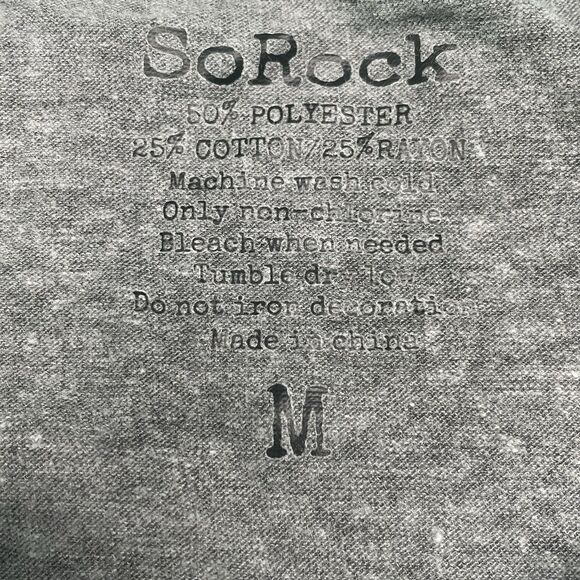 SoRock
50% POLYESTER
25% COTTON/25% RAYON
Machine wash cold
Only non-chlorine
Bleach when needed
Tumble dry low
Do not iron decoration
Made in china
M